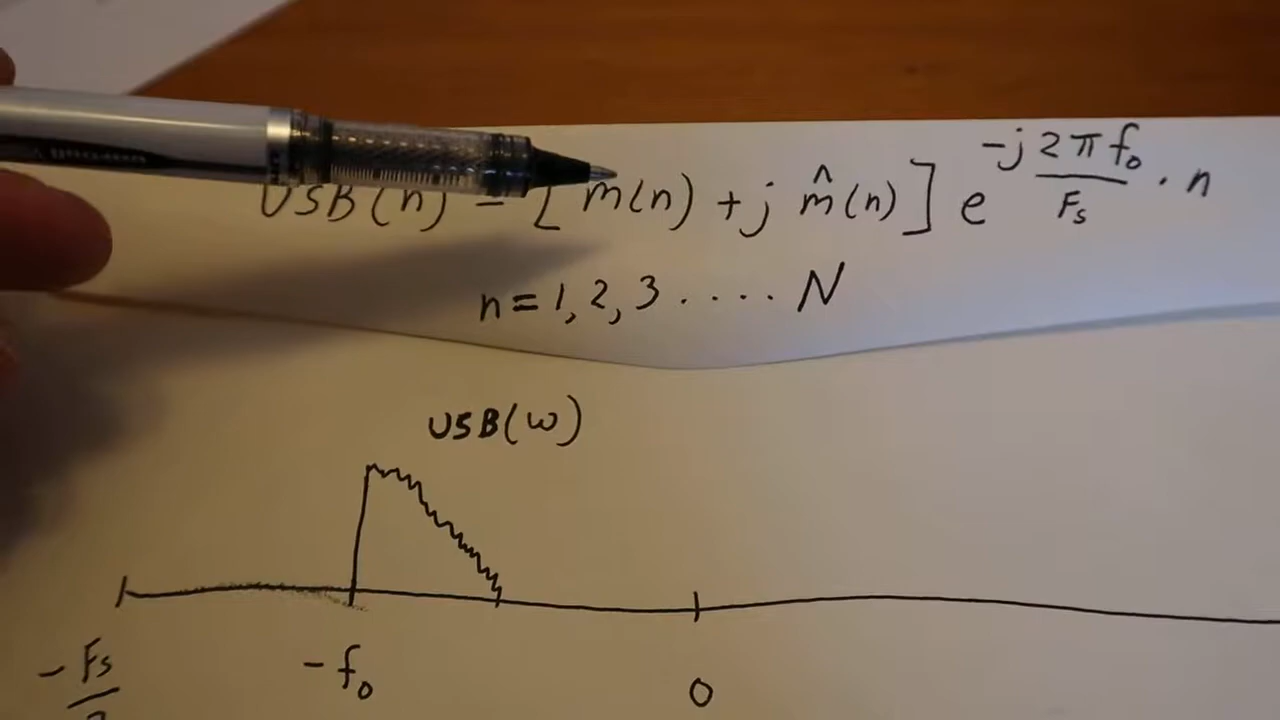 USB(n) = [m(n) + j m̂(n)] e^{-j 2πf₀/Fs · n}
n = 1, 2, 3 . . . . N
USB(ω)
-Fs/2 -f₀ 0